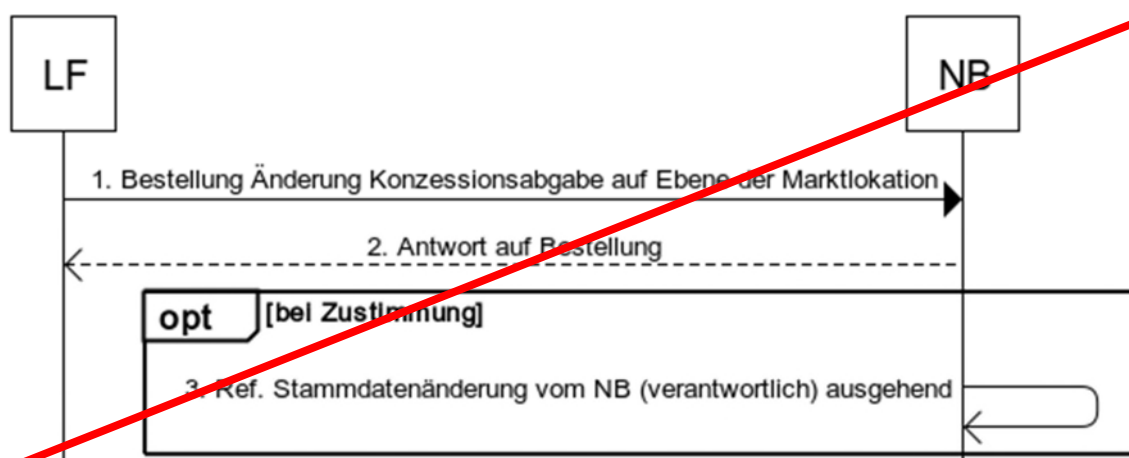 LF
NB
1. Bestellung Änderung Konzessionsabgabe auf Ebene der Marktlokation
2. Antwort auf Bestellung
opt [bei Zustimmung]
3. Ref. Stammdatenänderung vom NB (verantwortlich) ausgehend